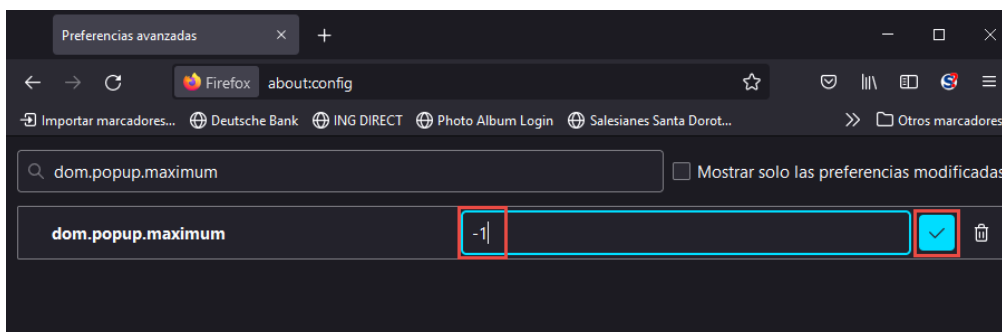 Preferencias avanzadas
Firefox about:config
Importar marcadores... Deutsche Bank ING DIRECT Photo Album Login Salesianes Santa Dorot... Otros marcadores
dom.popup.maximum Mostrar solo las preferencias modificadas
dom.popup.maximum -1